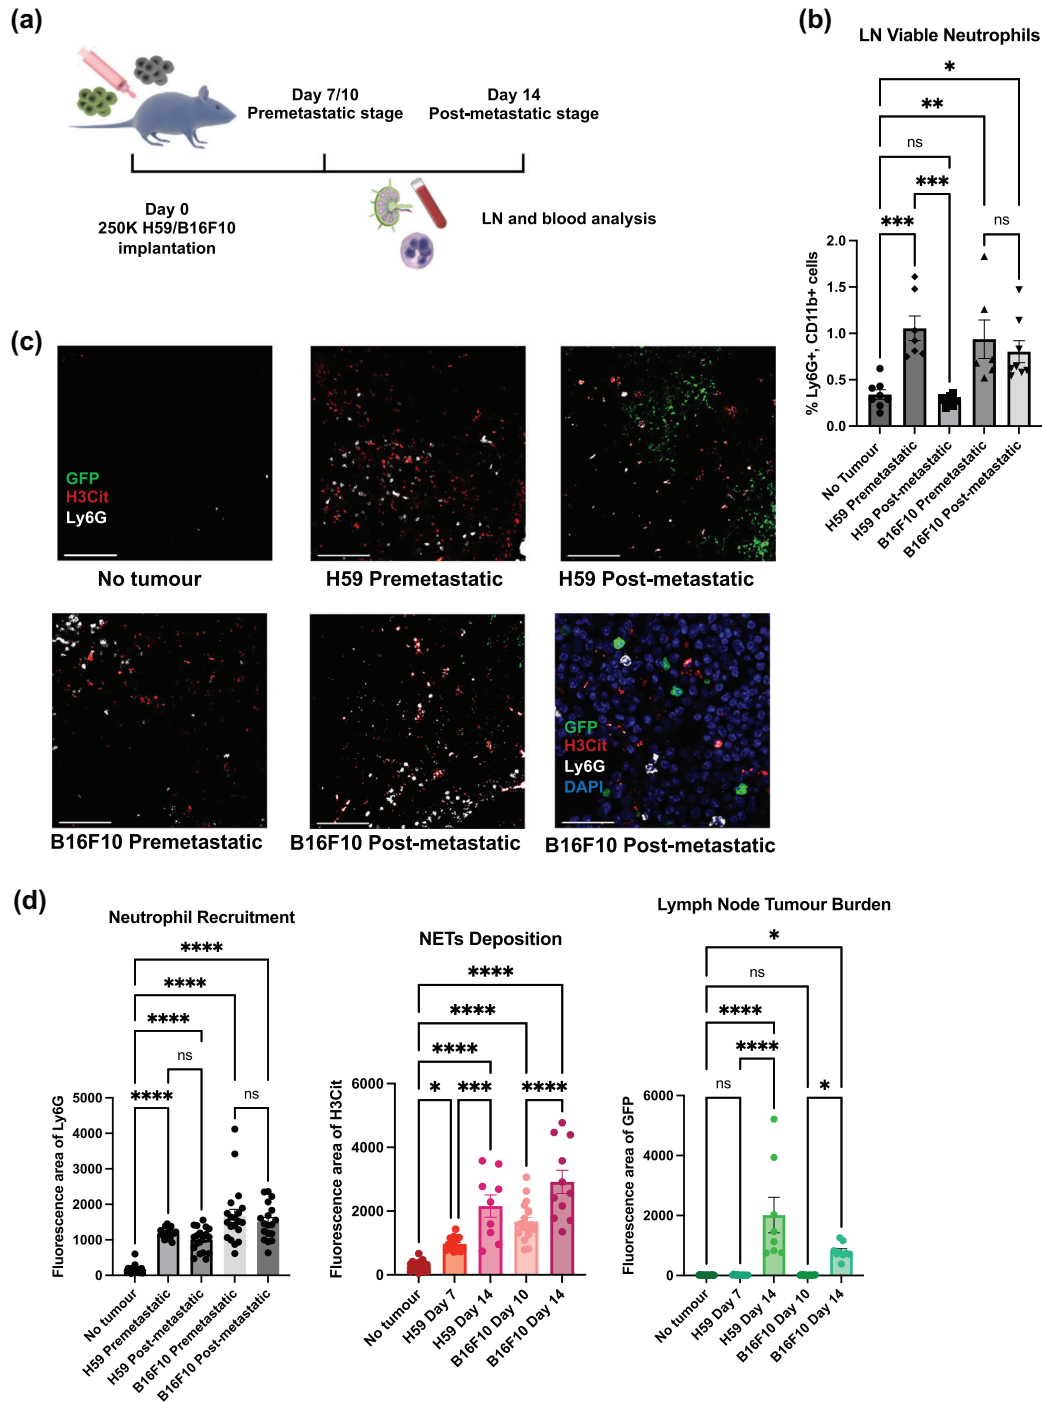 (a)
Day 7/10
Premetastatic stage
Day 14
Post-metastatic stage
Day 0
250K H59/B16F10
implantation
LN and blood analysis
(b)
LN Viable Neutrophils
*
**
ns
***
***
ns
% Ly6G+, CD11b+ cells
2.0
1.5
1.0
0.5
0.0
No Tumour
H59 Premetastatic
H59 Post-metastatic
B16F10 Premetastatic
B16F10 Post-metastatic
(c)
GFP
H3Cit
Ly6G
No tumour
H59 Premetastatic
H59 Post-metastatic
GFP
H3Cit
Ly6G
DAPI
B16F10 Premetastatic
B16F10 Post-metastatic
B16F10 Post-metastatic
(d)
Neutrophil Recruitment
****
****
****
ns
****
ns
Fluorescence area of Ly6G
5000
4000
3000
2000
1000
0
No tumour
H59 Premetastatic
H59 Post-metastatic
B16F10 Premetastatic
B16F10 Post-metastatic
NETs Deposition
****
****
****
*
***
****
Fluorescence area of H3Cit
6000
4000
2000
0
No tumour
H59 Day 7
H59 Day 14
B16F10 Day 10
B16F10 Day 14
Lymph Node Tumour Burden
*
ns
****
****
ns
*
Fluorescence area of GFP
6000
4000
2000
0
No tumour
H59 Day 7
H59 Day 14
B16F10 Day 10
B16F10 Day 14